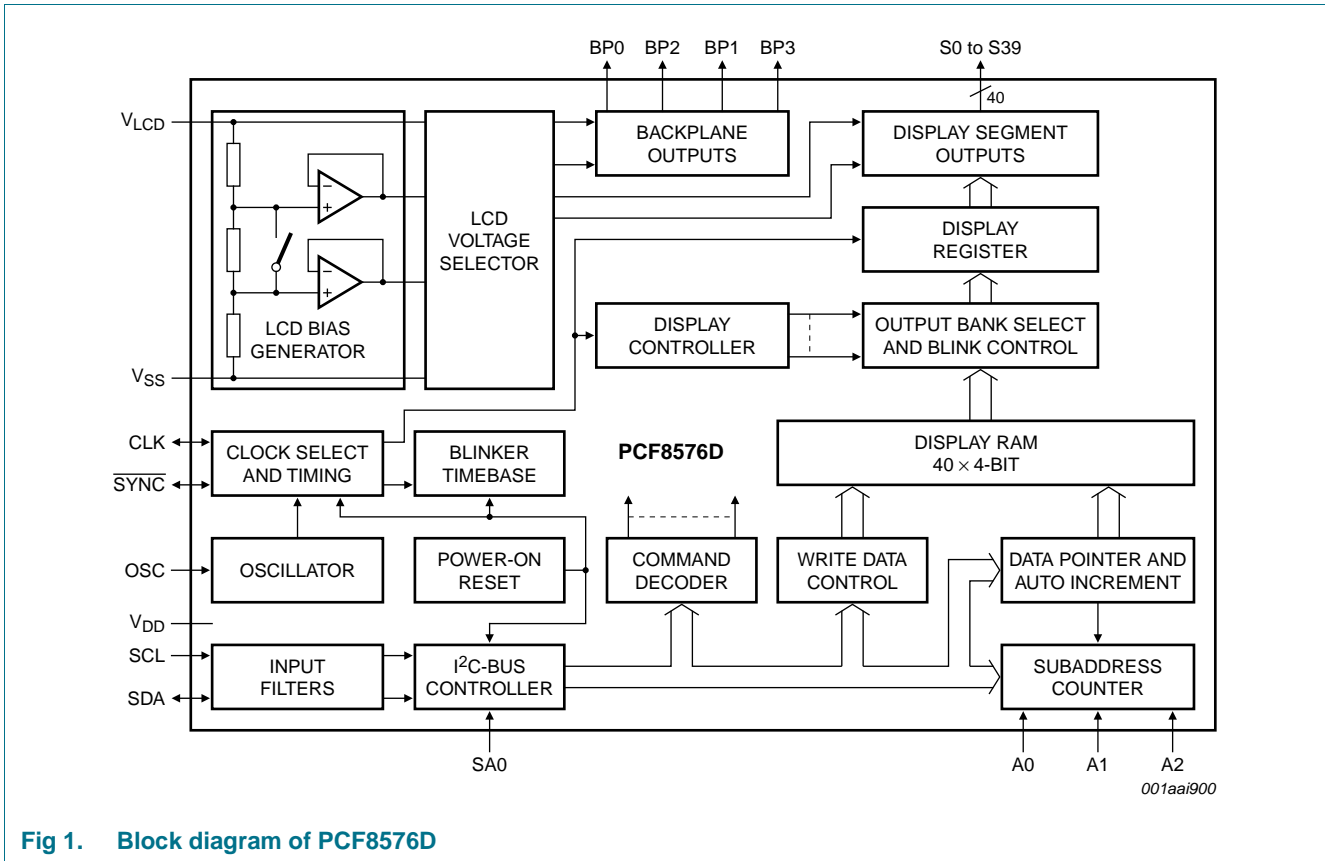 BP0 BP2 BP1 BP3 S0 to S39
40
VLCD
BACKPLANE
OUTPUTS
DISPLAY SEGMENT
OUTPUTS
−
+
LCD
VOLTAGE
SELECTOR
DISPLAY
REGISTER
−
+
LCD BIAS
GENERATOR
DISPLAY
CONTROLLER
OUTPUT BANK SELECT
AND BLINK CONTROL
VSS
CLK
SYNC
CLOCK SELECT
AND TIMING
BLINKER
TIMEBASE
PCF8576D
DISPLAY RAM
40 × 4-BIT
OSC
OSCILLATOR
POWER-ON
RESET
COMMAND
DECODER
WRITE DATA
CONTROL
DATA POINTER AND
AUTO INCREMENT
VDD
SCL
SDA
INPUT
FILTERS
I2C-BUS
CONTROLLER
SUBADDRESS
COUNTER
SA0 A0 A1 A2
001aai900
Fig 1. Block diagram of PCF8576D